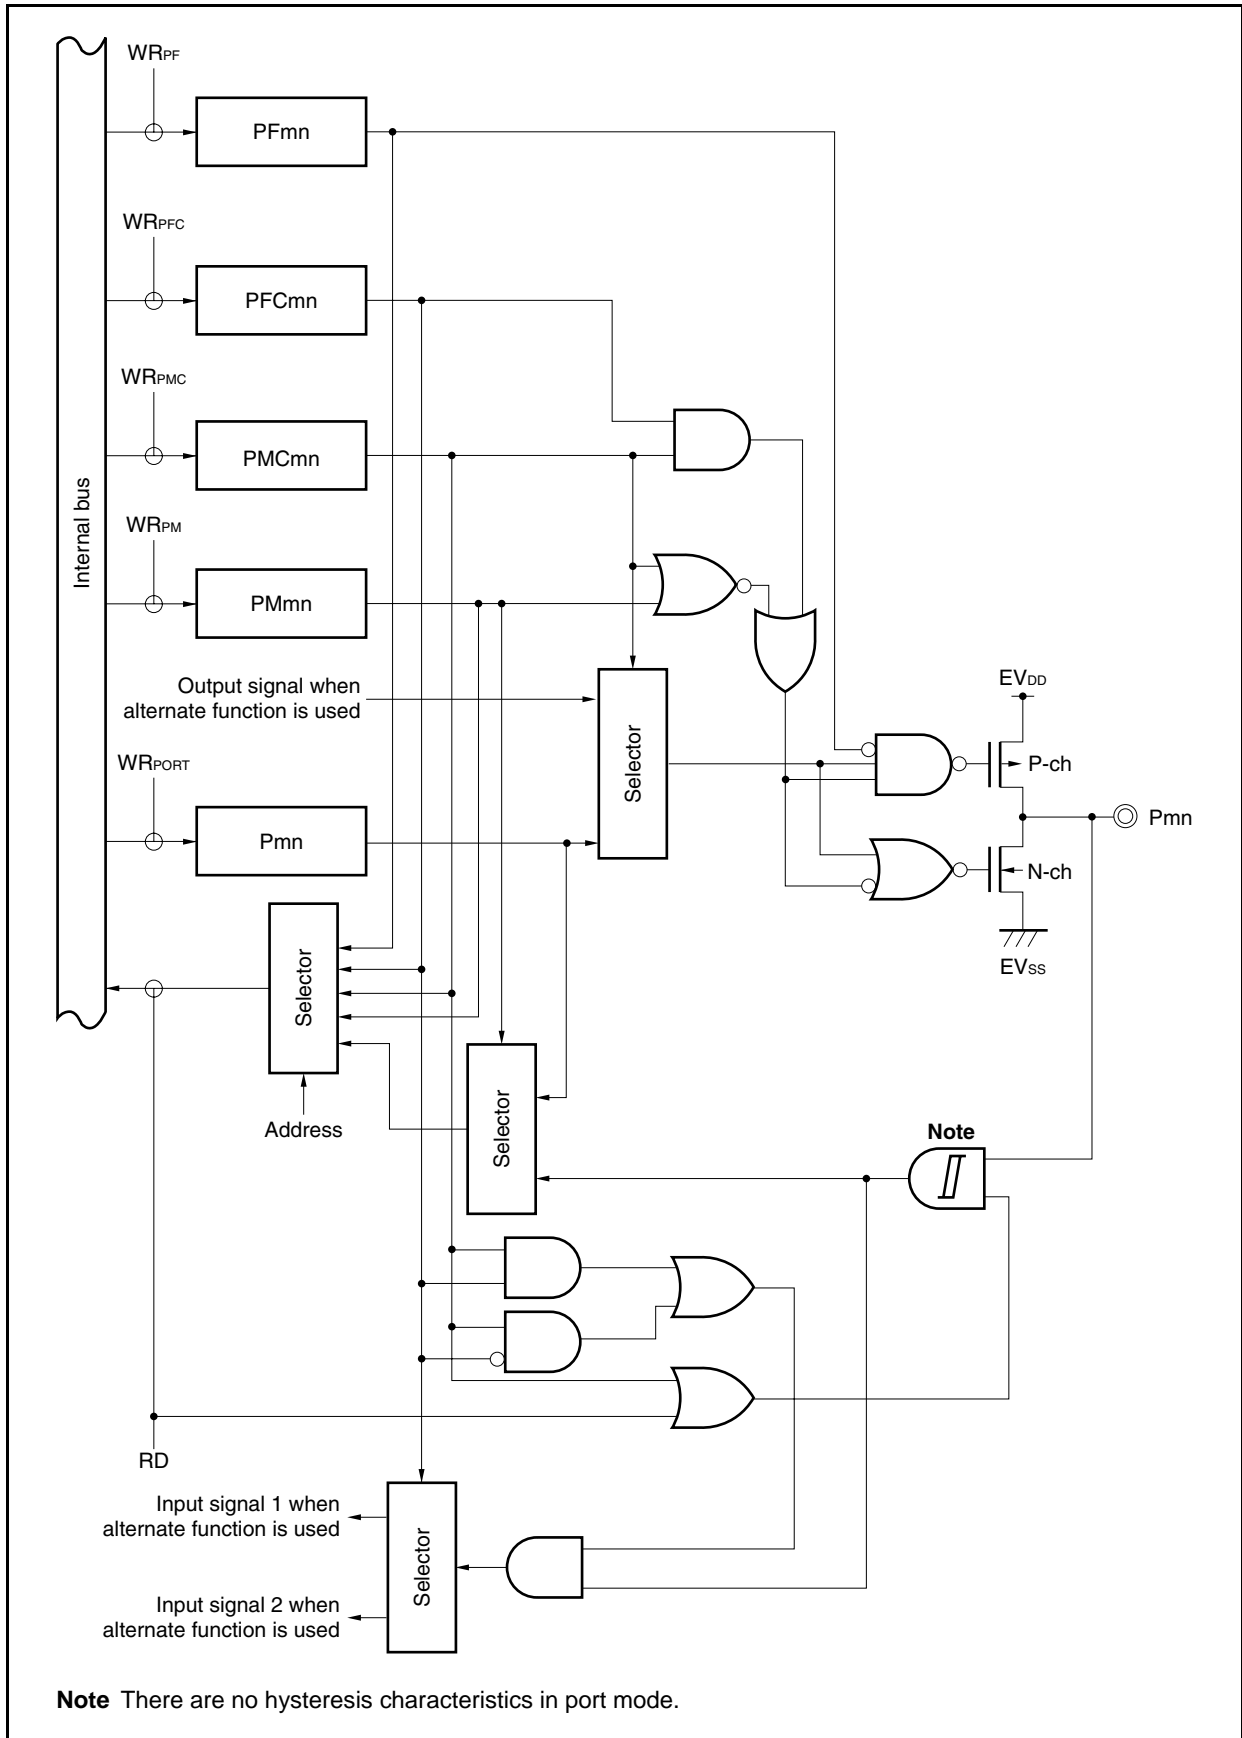 WRPF
PFmn
WRPFC
PFCmn
WRPMC
PMCmn
Internal bus
WRPM
PMmn
Output signal when
alternate function is used
Selector
EVDD
P-ch
WRPORT
Pmn
Pmn
N-ch
EVSS
Selector
Address
Selector
Note
RD
Input signal 1 when
alternate function is used
Selector
Input signal 2 when
alternate function is used
Note There are no hysteresis characteristics in port mode.